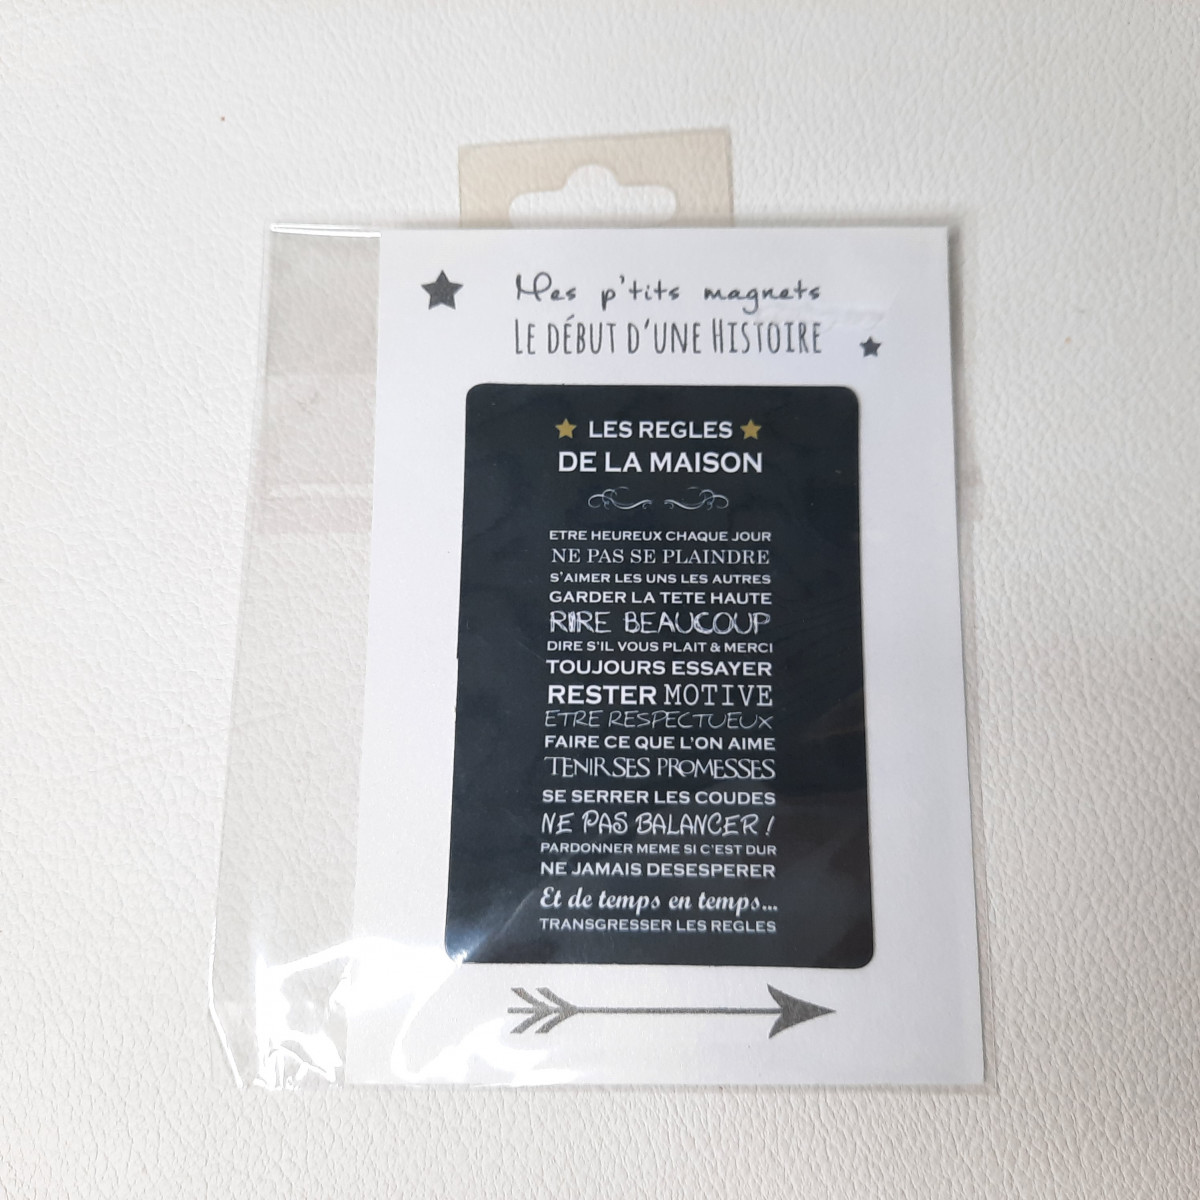 Mes p'tits magnets
LE DÉBUT D'UNE HISTOIRE
LES REGLES
DE LA MAISON
ETRE HEUREUX CHAQUE JOUR
NE PAS SE PLAINDRE
S'AIMER LES UNS LES AUTRES
GARDER LA TETE HAUTE
RIRE BEAUCOUP
DIRE S'IL VOUS PLAIT & MERCI
TOUJOURS ESSAYER
RESTER MOTIVE
ETRE RESPECTUEUX
FAIRE CE QUE L'ON AIME
TENIR SES PROMESSES
SE SERRER LES COUDES
NE PAS BALANCER !
PARDONNER MEME SI C'EST DUR
NE JAMAIS DESESPERER
Et de temps en temps...
TRANSGRESSER LES REGLES